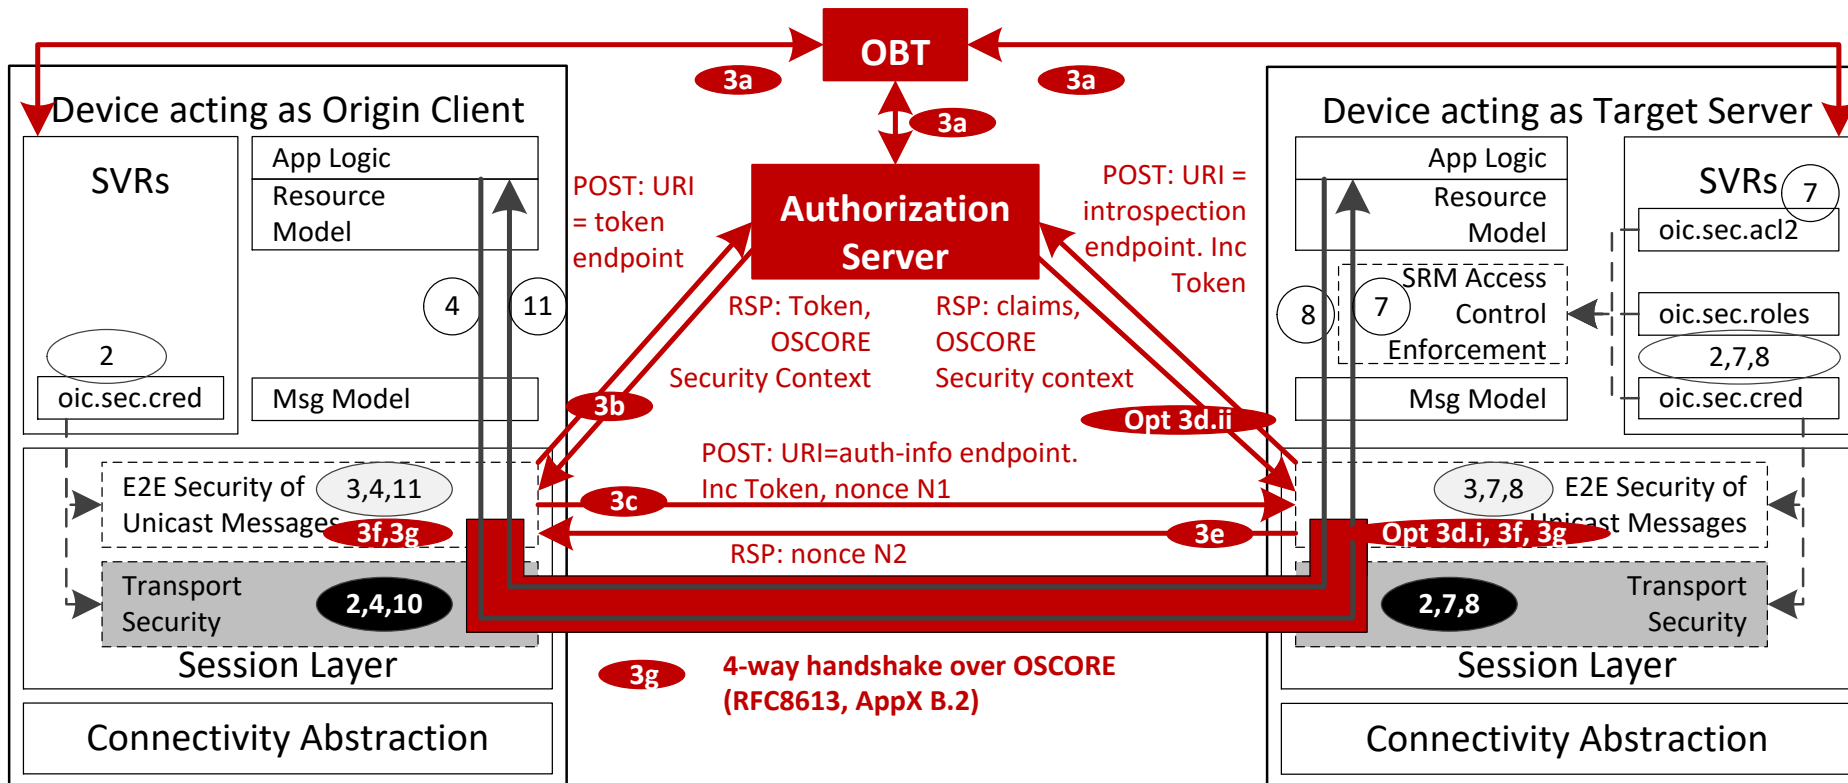 OBT
3a
3a
3a
Device acting as Origin Client
SVRs
App Logic
Resource
Model
4
11
2
oic.sec.cred
Msg Model
E2E Security of
Unicast Messages
3,4,11
3f,3g
Transport
Security
2,4,10
Session Layer
Connectivity Abstraction
POST: URI
= token
endpoint
Authorization
Server
POST: URI =
introspection
endpoint. Inc
Token
RSP: Token,
OSCORE
Security Context
RSP: claims,
OSCORE
Security context
3b
Opt 3d.ii
POST: URI=auth-info endpoint.
Inc Token, nonce N1
3c
3e
RSP: nonce N2
3g
4-way handshake over OSCORE
(RFC8613, AppX B.2)
Device acting as Target Server
App Logic
Resource
Model
SVRs
7
oic.sec.acl2
SRM Access
Control
Enforcement
8
7
oic.sec.roles
2,7,8
oic.sec.cred
Msg Model
3,7,8
E2E Security of
Unicast Messages
Opt 3d.i, 3f, 3g
2,7,8
Transport
Security
Session Layer
Connectivity Abstraction